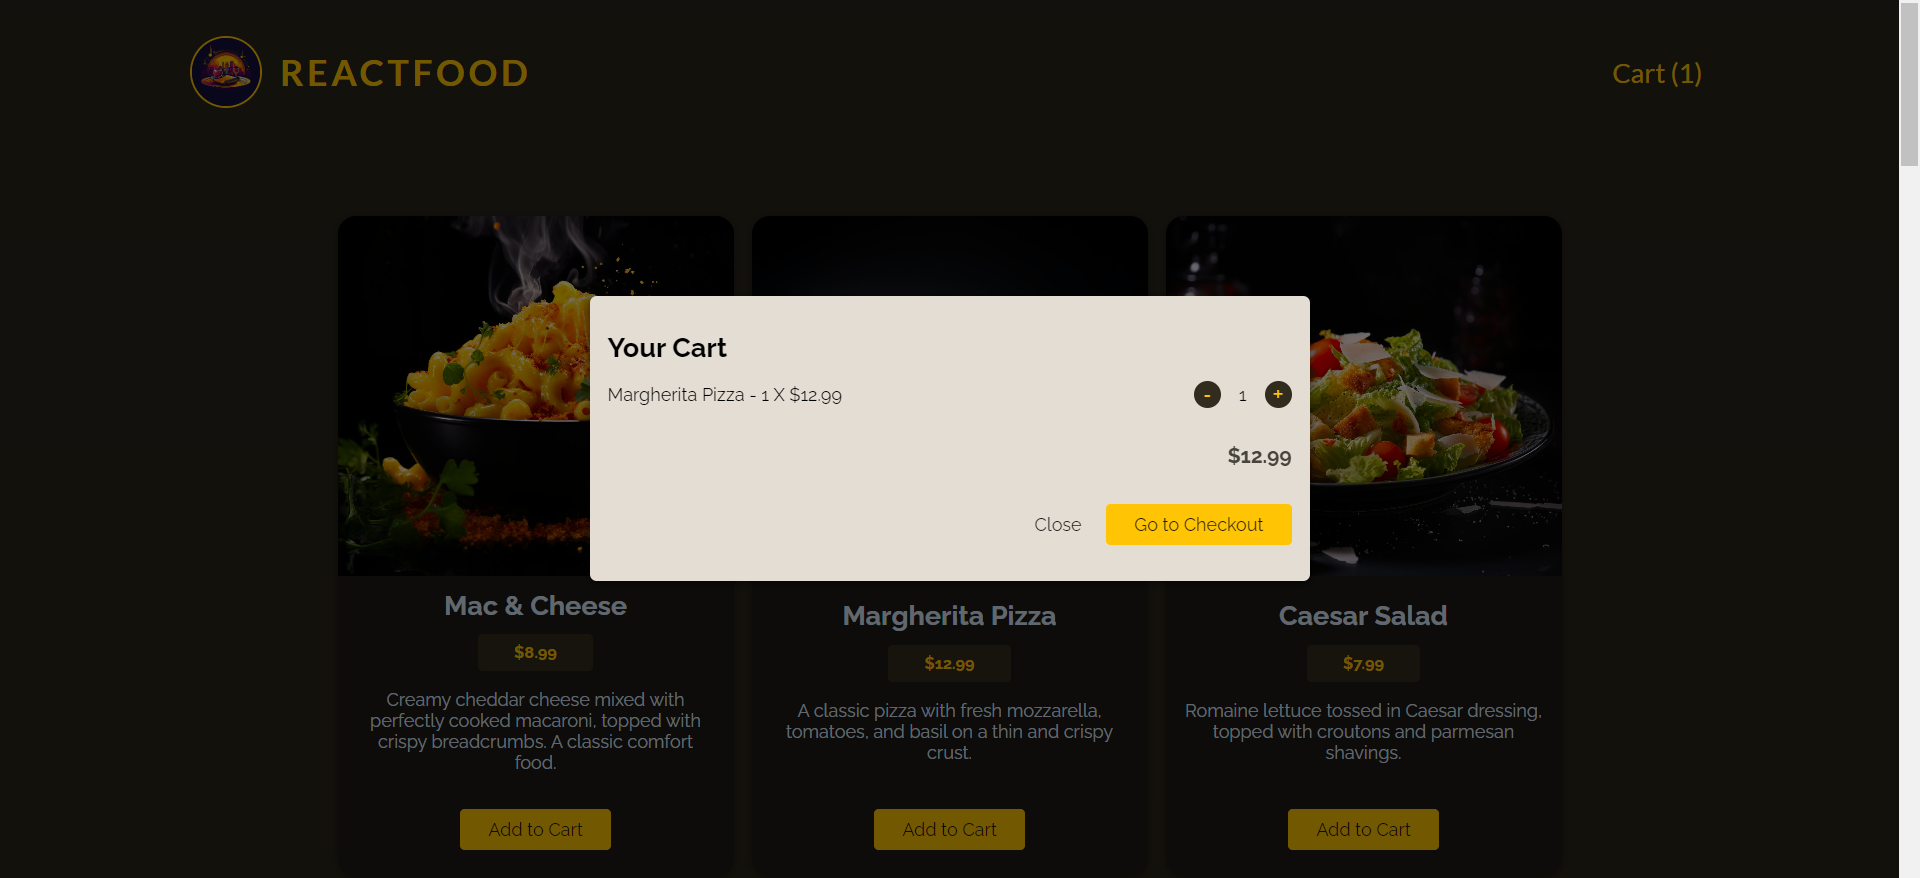 REACTFOOD
Cart (1)
Your Cart
Margherita Pizza - 1 X $12.99
- 1 +
$12.99
Close
Go to Checkout
Mac & Cheese
$8.99
Creamy cheddar cheese mixed with
perfectly cooked macaroni, topped with
crispy breadcrumbs. A classic comfort
food.
Add to Cart
Margherita Pizza
$12.99
A classic pizza with fresh mozzarella,
tomatoes, and basil on a thin and crispy
crust.
Add to Cart
Caesar Salad
$7.99
Romaine lettuce tossed in Caesar dressing,
topped with croutons and parmesan
shavings.
Add to Cart